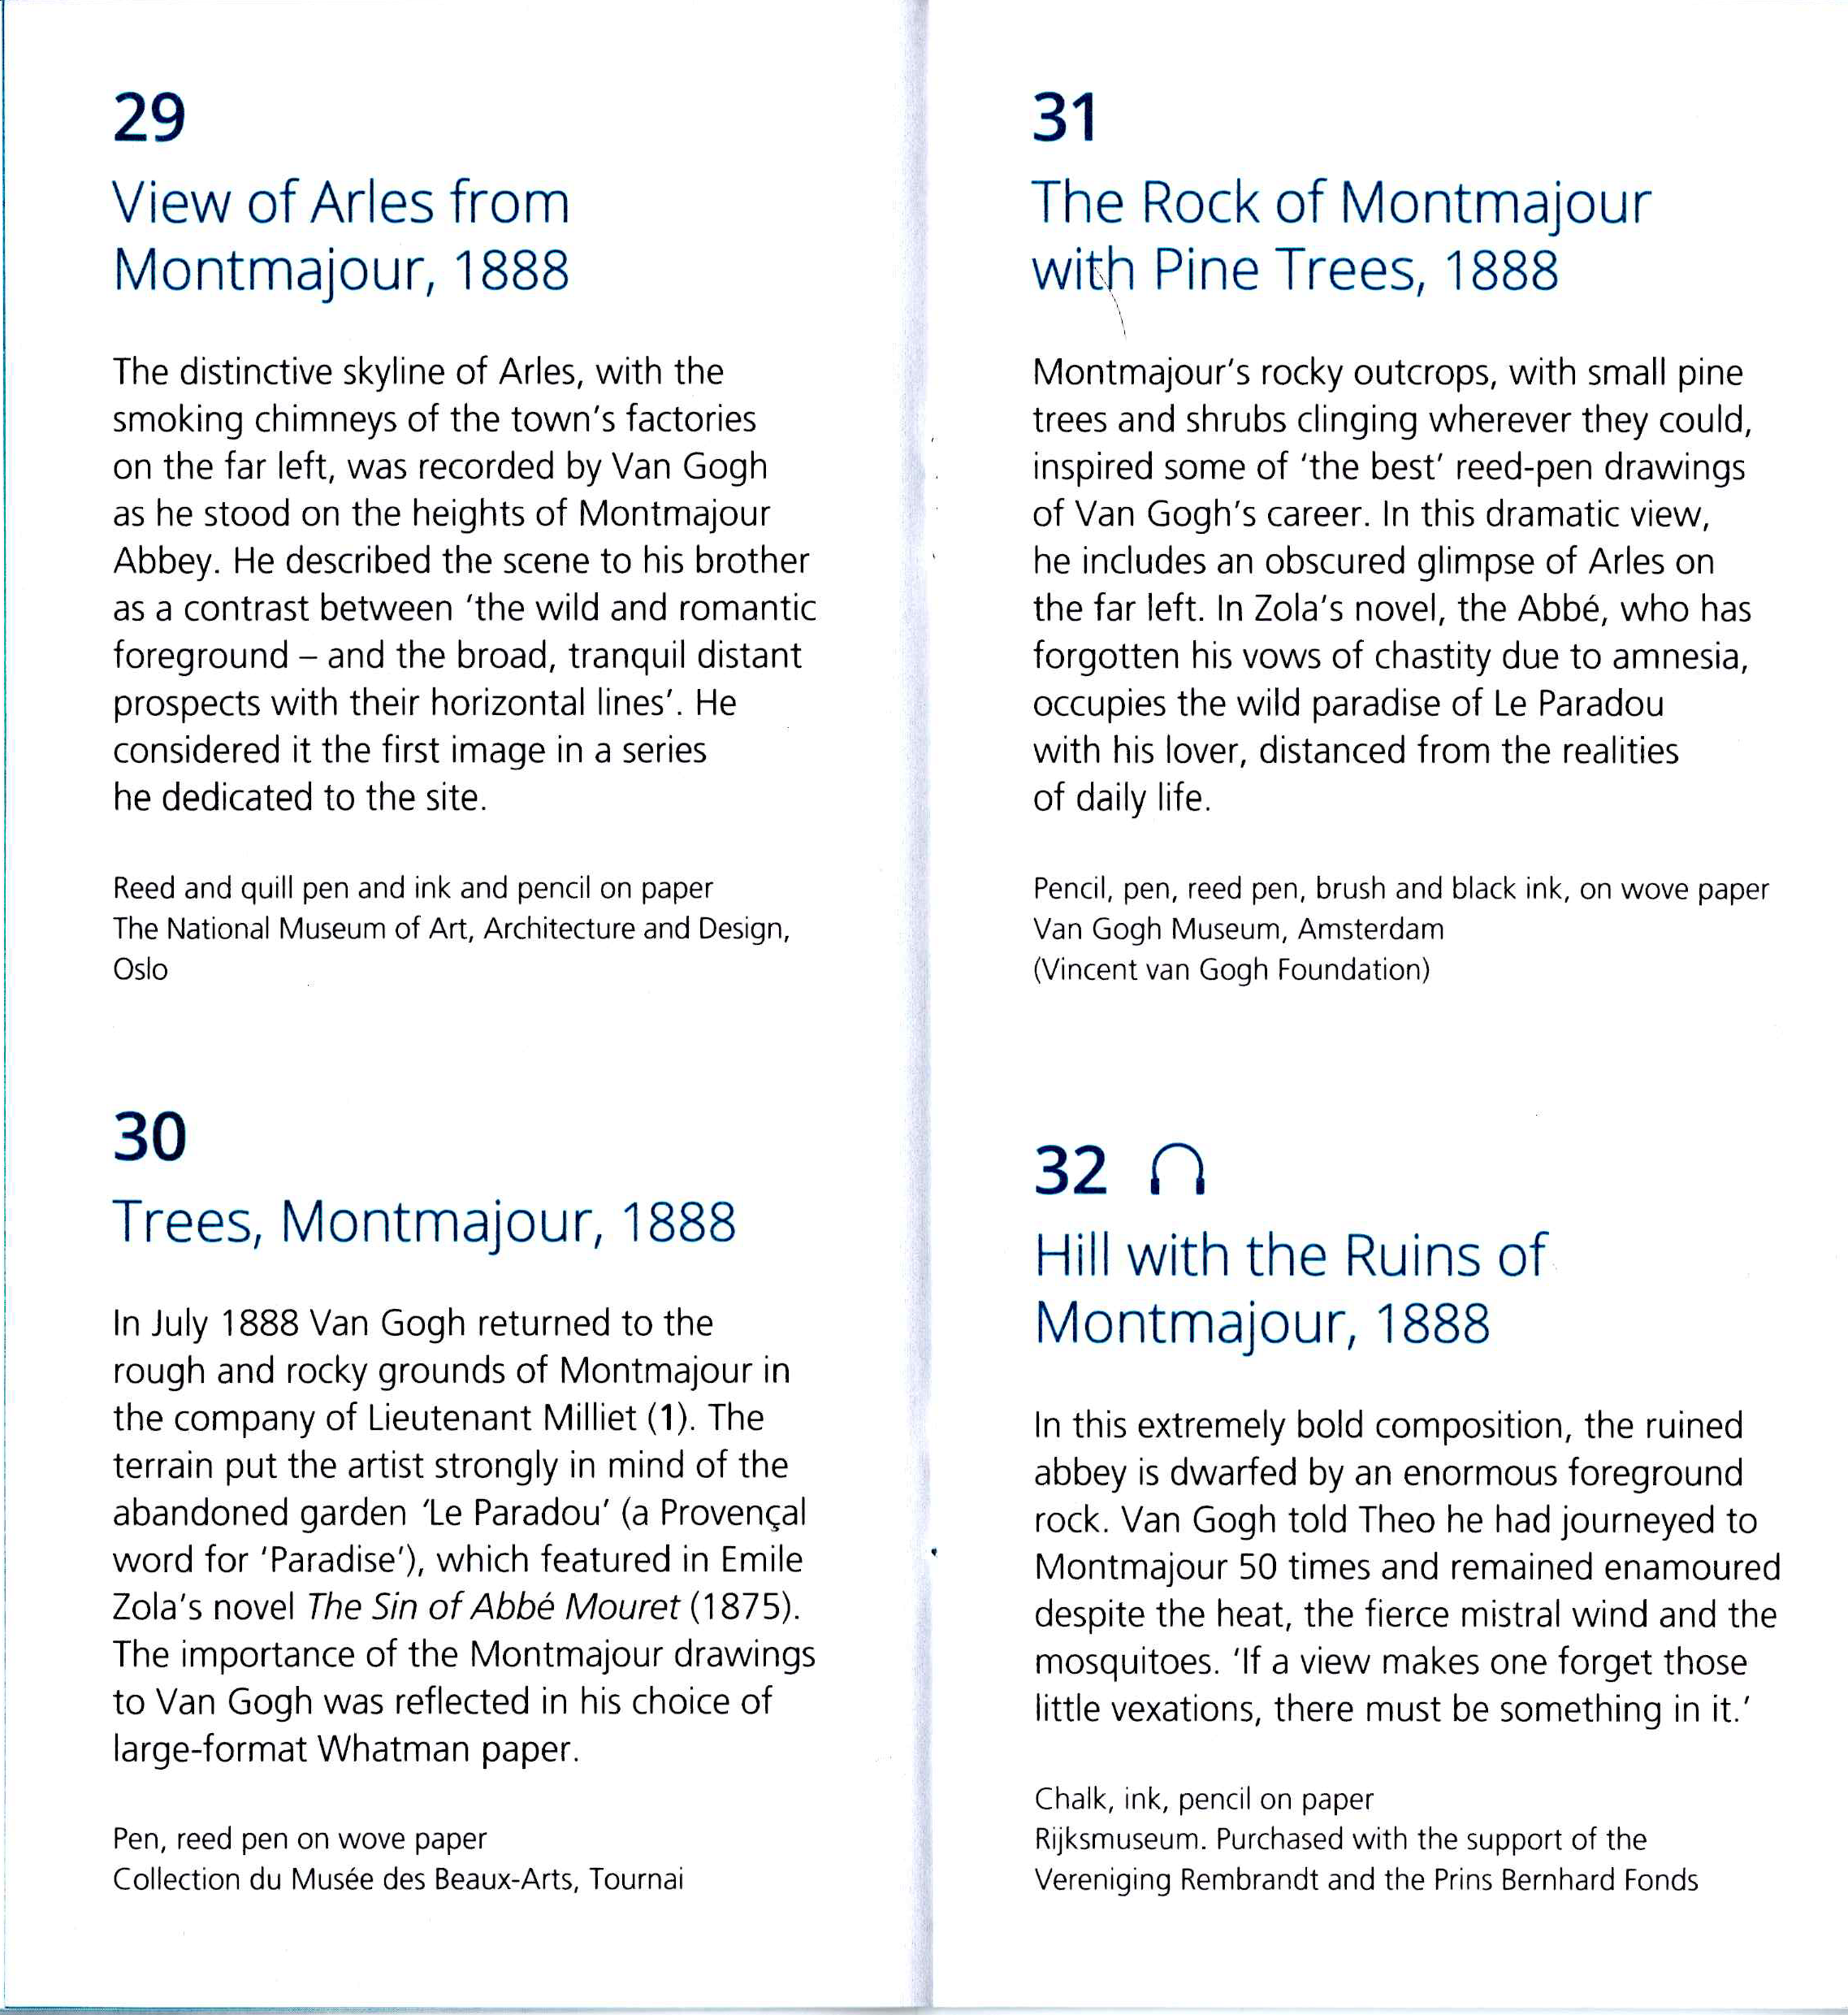 29
View of Arles from
Montmajour, 1888
The distinctive skyline of Arles, with the
smoking chimneys of the town’s factories
on the far left, was recorded by Van Gogh
as he stood on the heights of Montmajour
Abbey. He described the scene to his brother
as a contrast between ‘the wild and romantic
foreground – and the broad, tranquil distant
prospects with their horizontal lines’. He
considered it the first image in a series
he dedicated to the site.
Reed and quill pen and ink and pencil on paper
The National Museum of Art, Architecture and Design,
Oslo
30
Trees, Montmajour, 1888
In July 1888 Van Gogh returned to the
rough and rocky grounds of Montmajour in
the company of Lieutenant Milliet (1). The
terrain put the artist strongly in mind of the
abandoned garden ‘Le Paradou’ (a Provençal
word for ‘Paradise’), which featured in Emile
Zola’s novel The Sin of Abbé Mouret (1875).
The importance of the Montmajour drawings
to Van Gogh was reflected in his choice of
large-format Whatman paper.
Pen, reed pen on wove paper
Collection du Musée des Beaux-Arts, Tournai
31
The Rock of Montmajour
with Pine Trees, 1888
Montmajour’s rocky outcrops, with small pine
trees and shrubs clinging wherever they could,
inspired some of ‘the best’ reed-pen drawings
of Van Gogh’s career. In this dramatic view,
he includes an obscured glimpse of Arles on
the far left. In Zola’s novel, the Abbé, who has
forgotten his vows of chastity due to amnesia,
occupies the wild paradise of Le Paradou
with his lover, distanced from the realities
of daily life.
Pencil, pen, reed pen, brush and black ink, on wove paper
Van Gogh Museum, Amsterdam
(Vincent van Gogh Foundation)
32
Hill with the Ruins of
Montmajour, 1888
In this extremely bold composition, the ruined
abbey is dwarfed by an enormous foreground
rock. Van Gogh told Theo he had journeyed to
Montmajour 50 times and remained enamoured
despite the heat, the fierce mistral wind and the
mosquitoes. ‘If a view makes one forget those
little vexations, there must be something in it.’
Chalk, ink, pencil on paper
Rijksmuseum. Purchased with the support of the
Vereniging Rembrandt and the Prins Bernhard Fonds